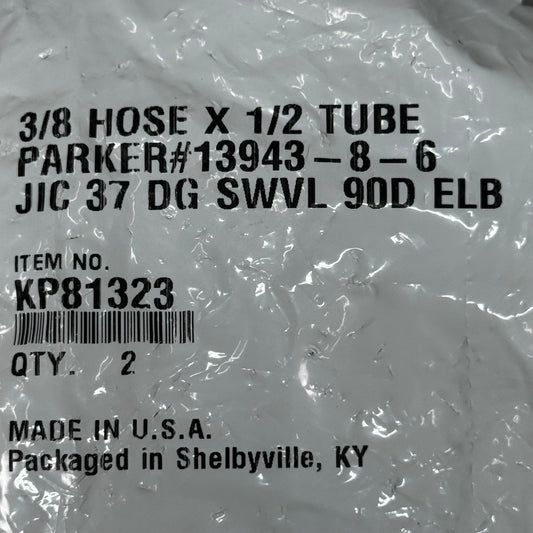 3/8 HOSE X 1/2 TUBE
PARKER#13943-8-6
JIC 37 DG SWVL 90D ELB
ITEM NO.
KP81323
QTY. 2
MADE IN U.S.A.
Packaged in Shelbyville, KY